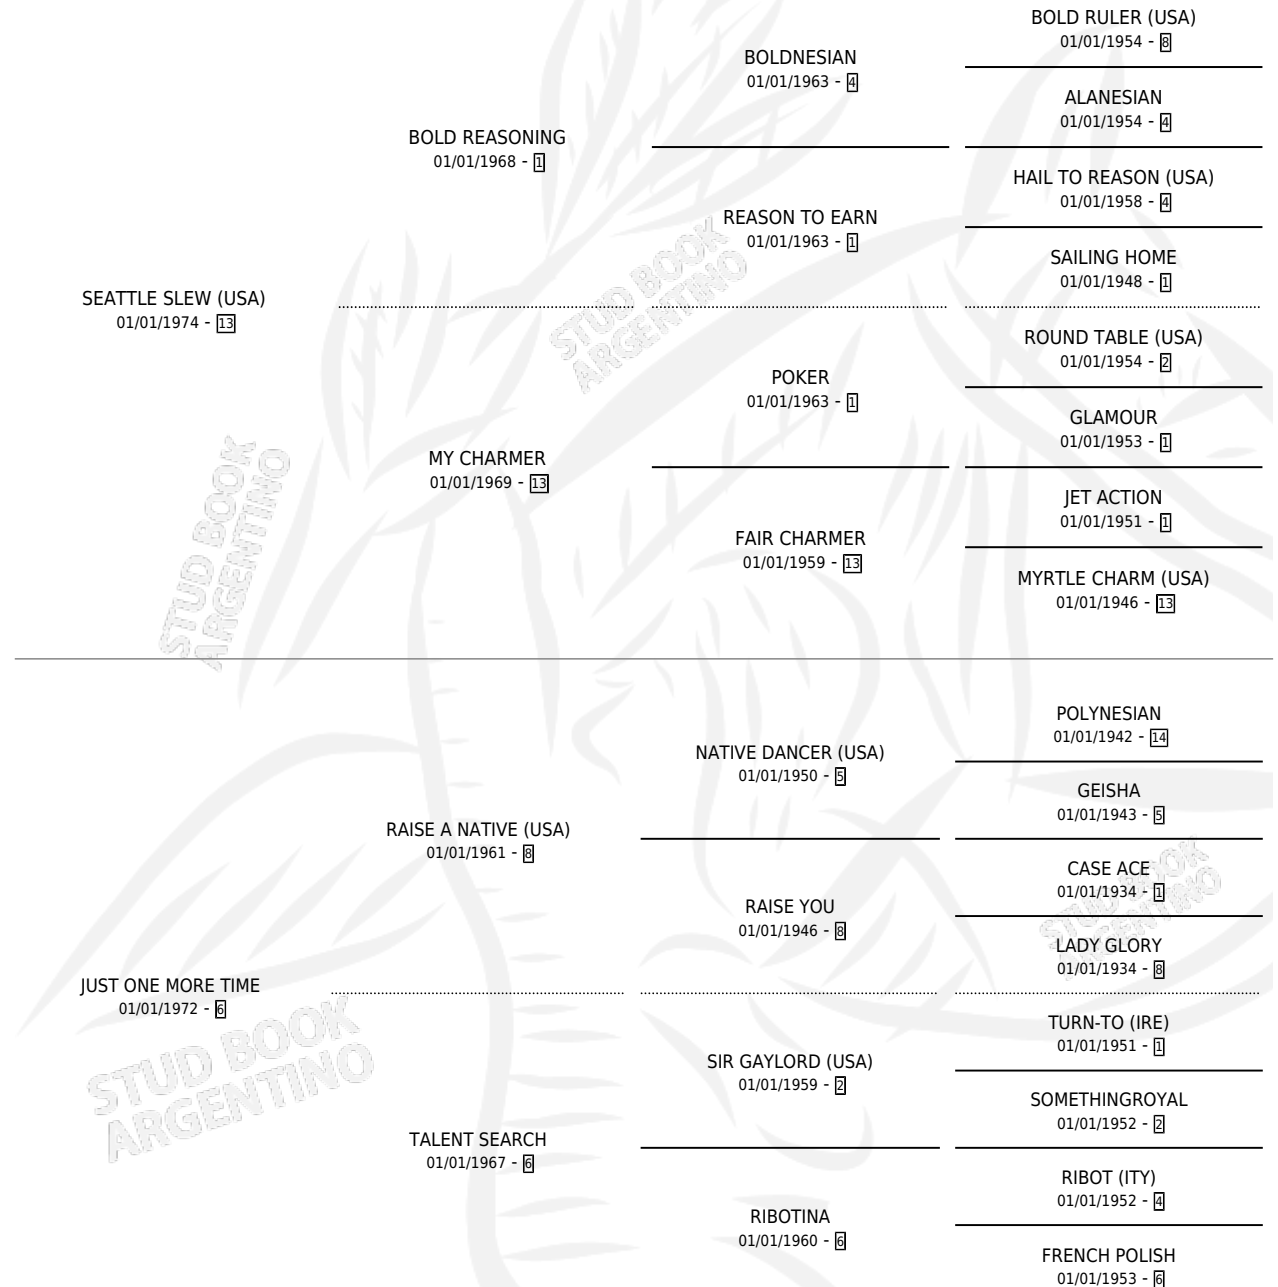 BOLD RULER (USA)
01/01/1954 - 8
BOLDNESIAN
01/01/1963 - 4
ALANESIAN
01/01/1954 - 4
BOLD REASONING
01/01/1968 - 1
HAIL TO REASON (USA)
01/01/1958 - 4
REASON TO EARN
01/01/1963 - 1
SAILING HOME
01/01/1948 - 1
SEATTLE SLEW (USA)
01/01/1974 - 13
STUD BOOK
ARGENTINO
ROUND TABLE (USA)
01/01/1954 - 2
POKER
01/01/1963 - 1
GLAMOUR
01/01/1953 - 1
MY CHARMER
01/01/1969 - 13
JET ACTION
01/01/1951 - 1
FAIR CHARMER
01/01/1959 - 13
MYRTLE CHARM (USA)
01/01/1946 - 13
STUD BOOK
ARGENTINO
POLYNESIAN
01/01/1942 - 14
NATIVE DANCER (USA)
01/01/1950 - 5
GEISHA
01/01/1943 - 5
RAISE A NATIVE (USA)
01/01/1961 - 8
CASE ACE
01/01/1934 - 1
RAISE YOU
01/01/1946 - 8
STUD BOOK
ARGENTINO
LADY GLORY
01/01/1934 - 8
JUST ONE MORE TIME
01/01/1972 - 6
STUD BOOK
ARGENTINO
TURN-TO (IRE)
01/01/1951 - 1
SIR GAYLORD (USA)
01/01/1959 - 2
SOMETHINGROYAL
01/01/1952 - 2
TALENT SEARCH
01/01/1967 - 6
RIBOT (ITY)
01/01/1952 - 4
RIBOTINA
01/01/1960 - 6
FRENCH POLISH
01/01/1953 - 6